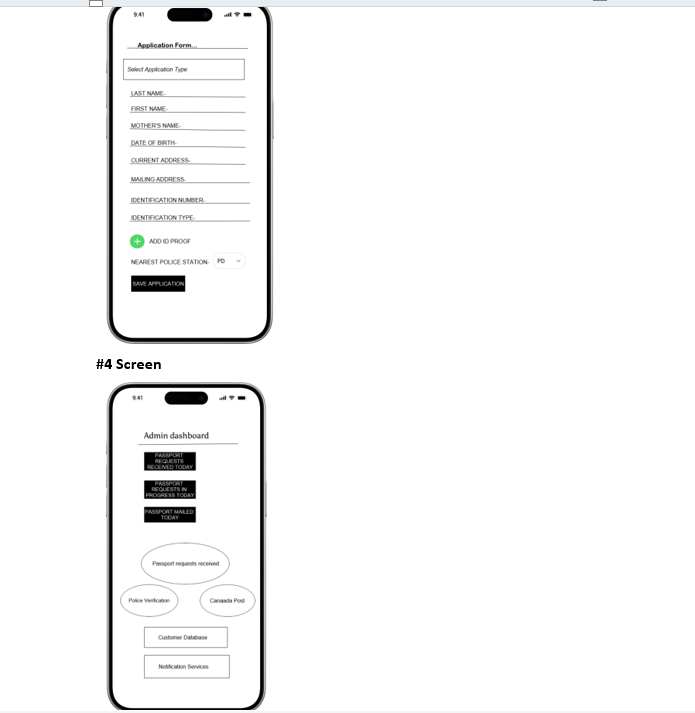 9:41
Application Form...
Select Application Type
LAST NAME-
FIRST NAME-
MOTHER'S NAME-
DATE OF BIRTH-
CURRENT ADDRESS-
MAILING ADDRESS-
IDENTIFICATION NUMBER-
IDENTIFICATION TYPE-
ADD ID PROOF
NEAREST POLICE STATION- PD
SAVE APPLICATION
#4 Screen
9:41
Admin dashboard
PASSPORT
REQUESTS
RECEIVED TODAY
PASSPORT
REQUESTS IN
PROGRESS TODAY
PASSPORT MAILED
TODAY
Passport requests received
Police Verification
Canaada Post
Customer Database
Notification Services